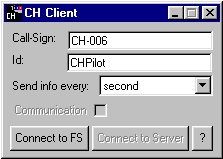 CH CH Client
Call-Sign: CH-006
Id: CHPilot
Send info every: second
Communication
Connect to FS Connect to Server ?